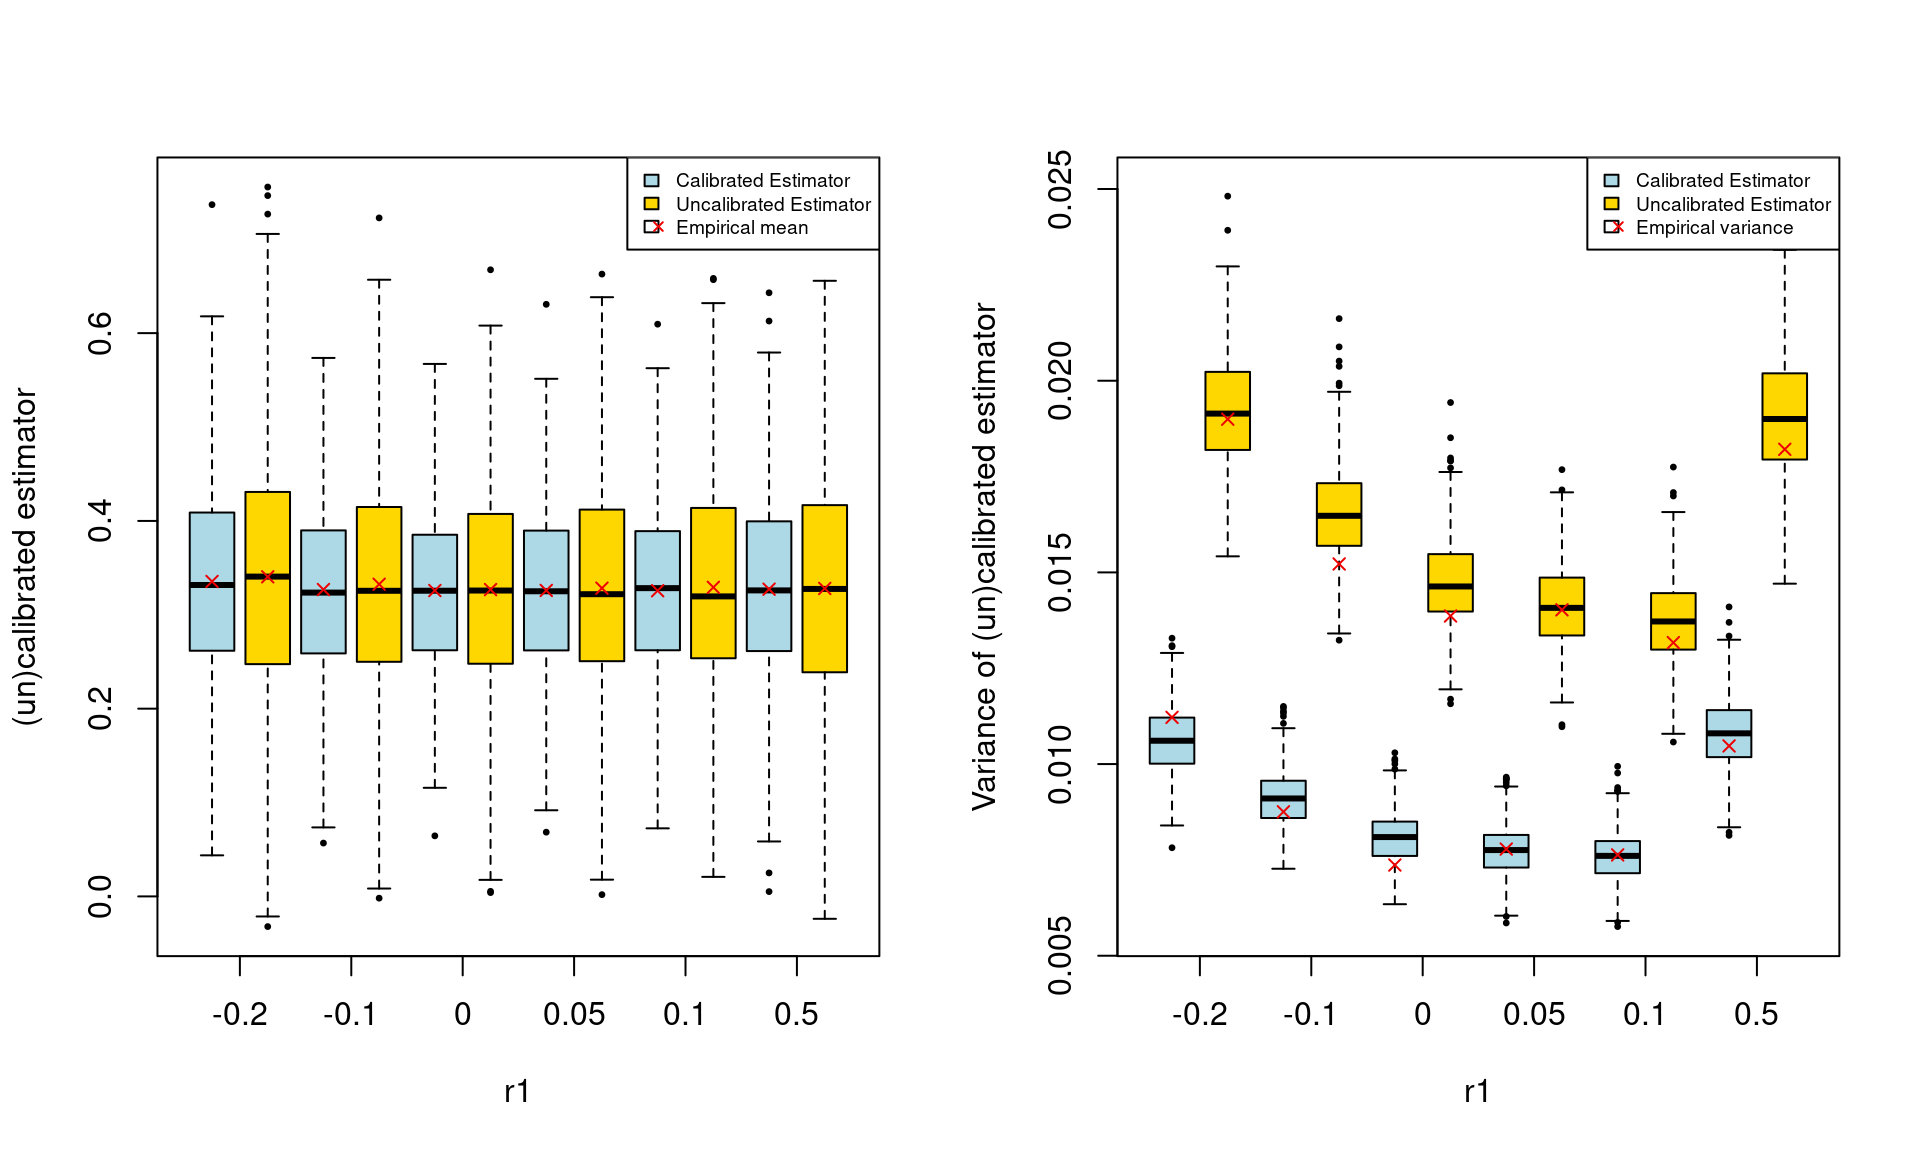 (un)calibrated estimator
0.0
0.2
0.4
0.6
Calibrated Estimator
Uncalibrated Estimator
Empirical mean
-0.2 -0.1 0 0.05 0.1 0.5
r1
Variance of (un)calibrated estimator
0.005
0.010
0.015
0.020
0.025
Calibrated Estimator
Uncalibrated Estimator
Empirical variance
-0.2 -0.1 0 0.05 0.1 0.5
r1